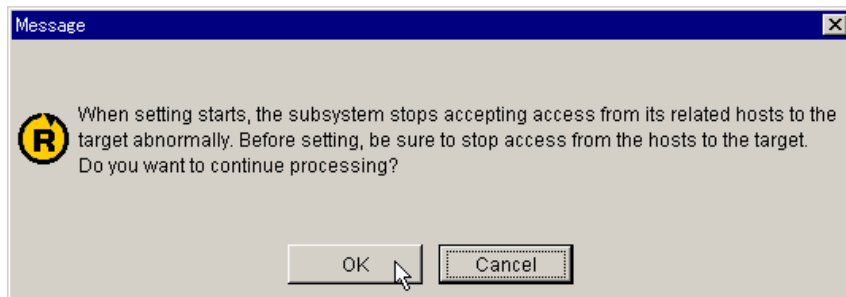 Message
When setting starts, the subsystem stops accepting access from its related hosts to the
target abnormally. Before setting, be sure to stop access from the hosts to the target.
Do you want to continue processing?
R
OK
Cancel